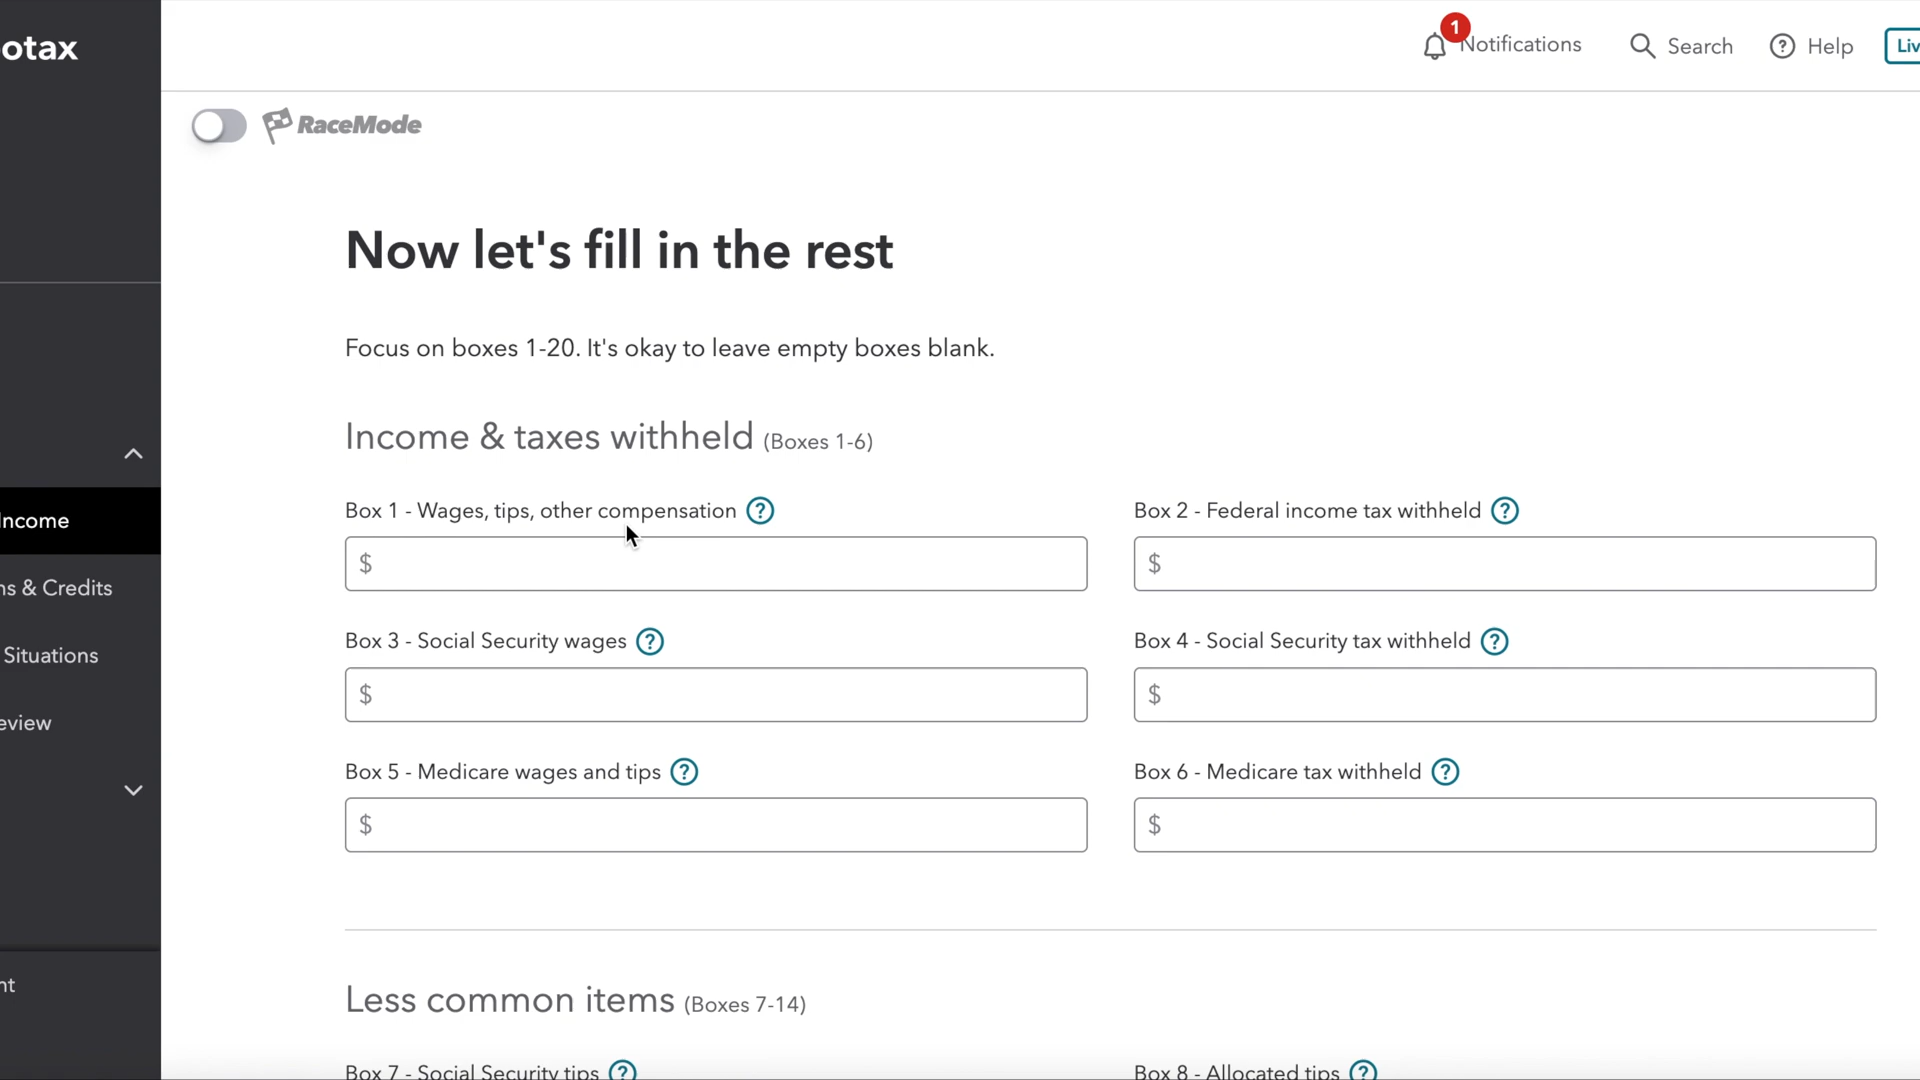 otax
1
Notifications
Search
Help
Liv
RaceMode
Now let's fill in the rest
Focus on boxes 1-20. It's okay to leave empty boxes blank.
Income & taxes withheld (Boxes 1-6)
Box 1 - Wages, tips, other compensation ?
Box 2 - Federal income tax withheld ?
$
$
Income
ns & Credits
Situations
eview
nt
Box 3 - Social Security wages ?
Box 4 - Social Security tax withheld ?
$
$
Box 5 - Medicare wages and tips ?
Box 6 - Medicare tax withheld ?
$
$
Less common items (Boxes 7-14)
Box 7 - Social Security tips ?
Box 8 - Allocated tips ?